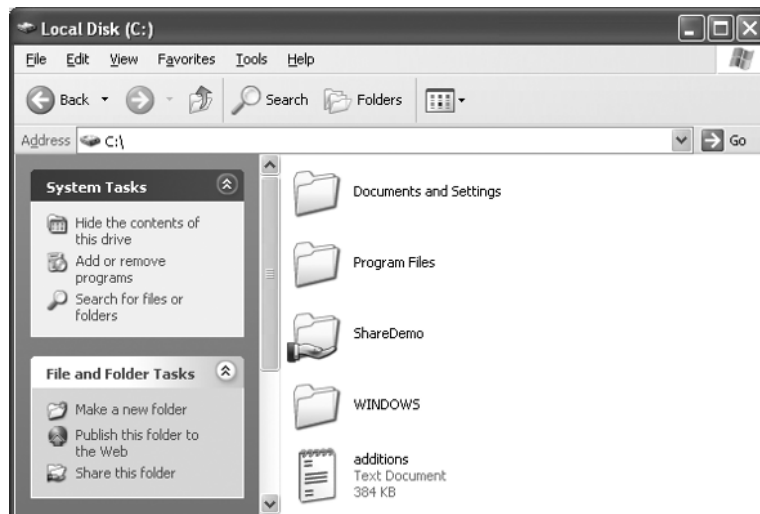 Local Disk (C:)
File Edit View Favorites Tools Help
Back Search Folders
Address C:\ Go
System Tasks
Hide the contents of
this drive
Add or remove
programs
Search for files or
folders
File and Folder Tasks
Make a new folder
Publish this folder to
the Web
Share this folder
Documents and Settings
Program Files
ShareDemo
WINDOWS
additions
Text Document
384 KB